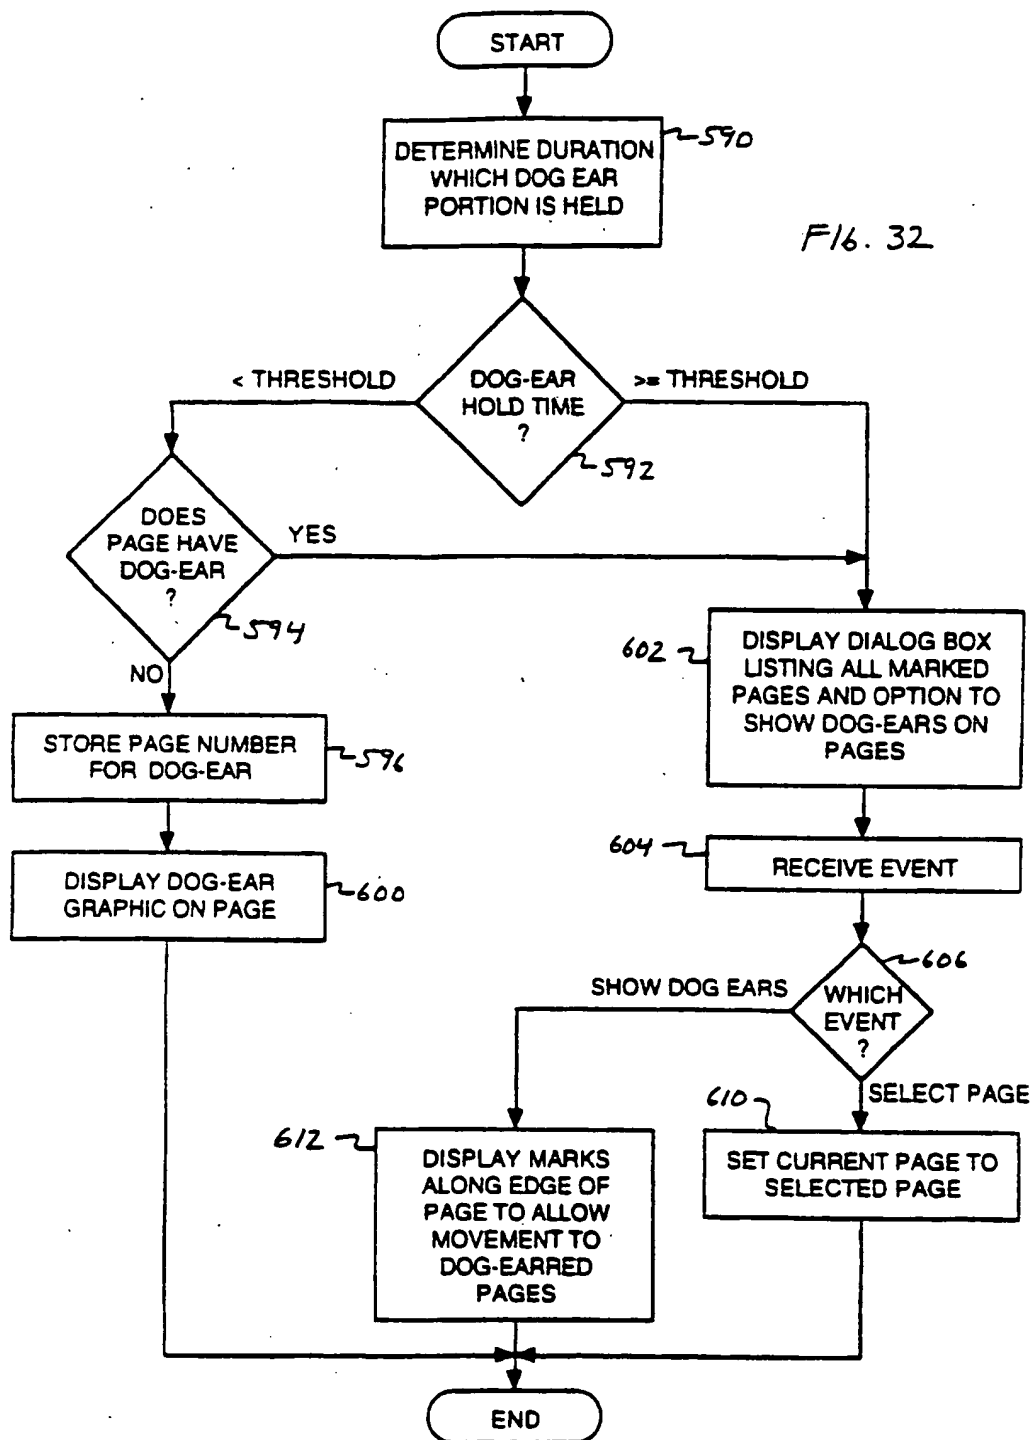 START
DETERMINE DURATION
WHICH DOG EAR
PORTION IS HELD
590
FIG. 32
< THRESHOLD
DOG-EAR
HOLD TIME
?
>= THRESHOLD
592
DOES
PAGE HAVE
DOG-EAR
?
YES
594
NO
STORE PAGE NUMBER
FOR DOG-EAR
596
DISPLAY DOG-EAR
GRAPHIC ON PAGE
600
602
DISPLAY DIALOG BOX
LISTING ALL MARKED
PAGES AND OPTION TO
SHOW DOG-EARS ON
PAGES
604
RECEIVE EVENT
606
SHOW DOG EARS
WHICH
EVENT
?
SELECT PAGE
610
SET CURRENT PAGE TO
SELECTED PAGE
612
DISPLAY MARKS
ALONG EDGE OF
PAGE TO ALLOW
MOVEMENT TO
DOG-EARRED
PAGES
END